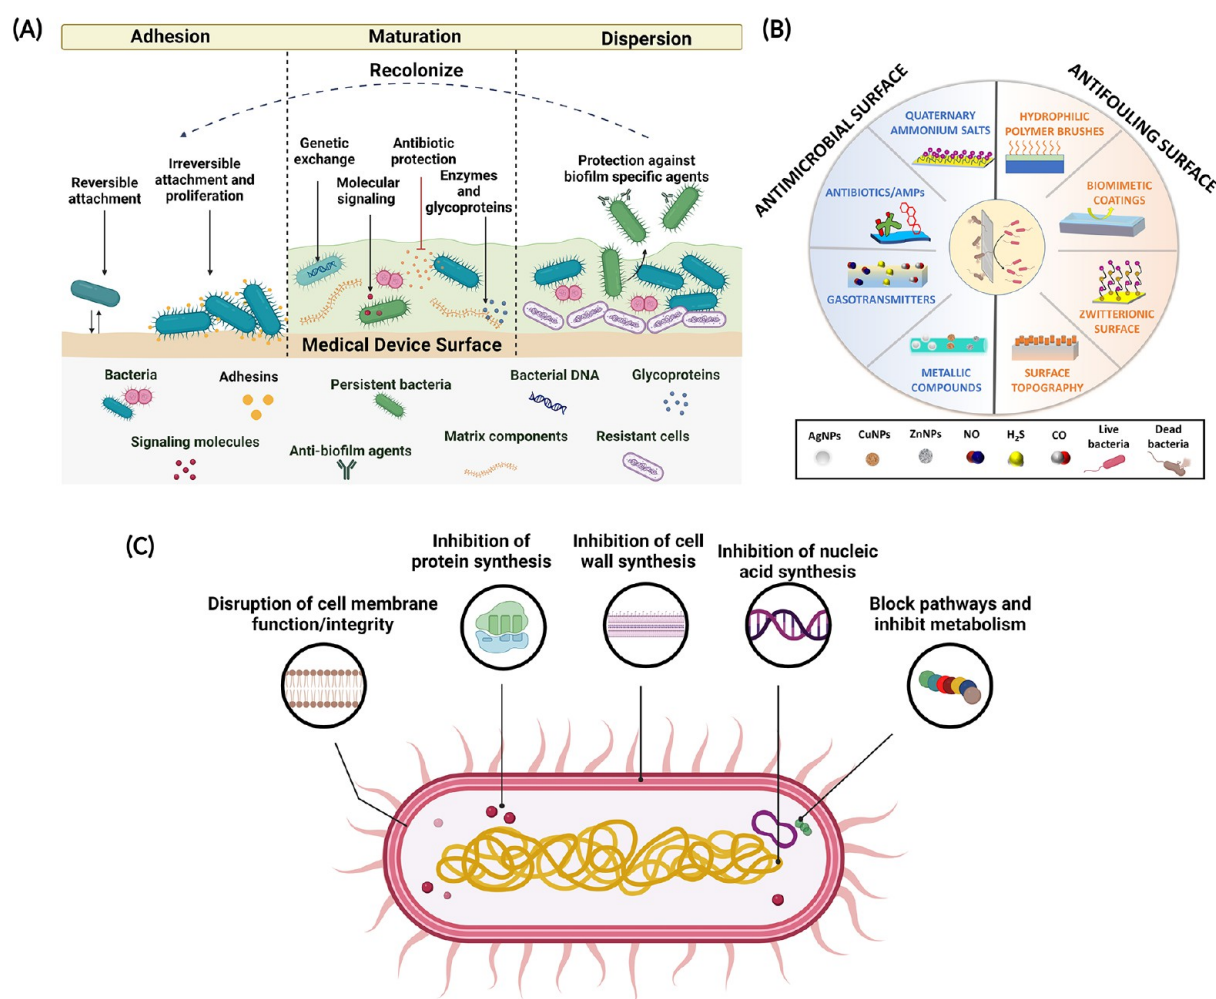 (A)
Adhesion
Maturation
Dispersion
Recolonize
Reversible
attachment
Irreversible
attachment and
proliferation
Genetic
exchange
Molecular
signaling
Antibiotic
protection
Enzymes
and
glycoproteins
Protection against
biofilm specific agents
Medical Device Surface
Bacteria
Adhesins
Persistent bacteria
Bacterial DNA
Glycoproteins
Signaling molecules
Anti-biofilm agents
Matrix components
Resistant cells
(B)
ANTIMICROBIAL SURFACE
ANTIFOULING SURFACE
QUATERNARY
AMMONIUM SALTS
HYDROPHILIC
POLYMER BRUSHES
ANTIBIOTICS/AMPs
BIOMIMETIC
COATINGS
GASOTRANSMITTERS
ZWITTERIONIC
SURFACE
METALLIC
COMPOUNDS
SURFACE
TOPOGRAPHY
AgNPs
CuNPs
ZnNPs
NO
H₂S
CO
Live
bacteria
Dead
bacteria
(C)
Disruption of cell membrane
function/integrity
Inhibition of
protein synthesis
Inhibition of cell
wall synthesis
Inhibition of nucleic
acid synthesis
Block pathways and
inhibit metabolism